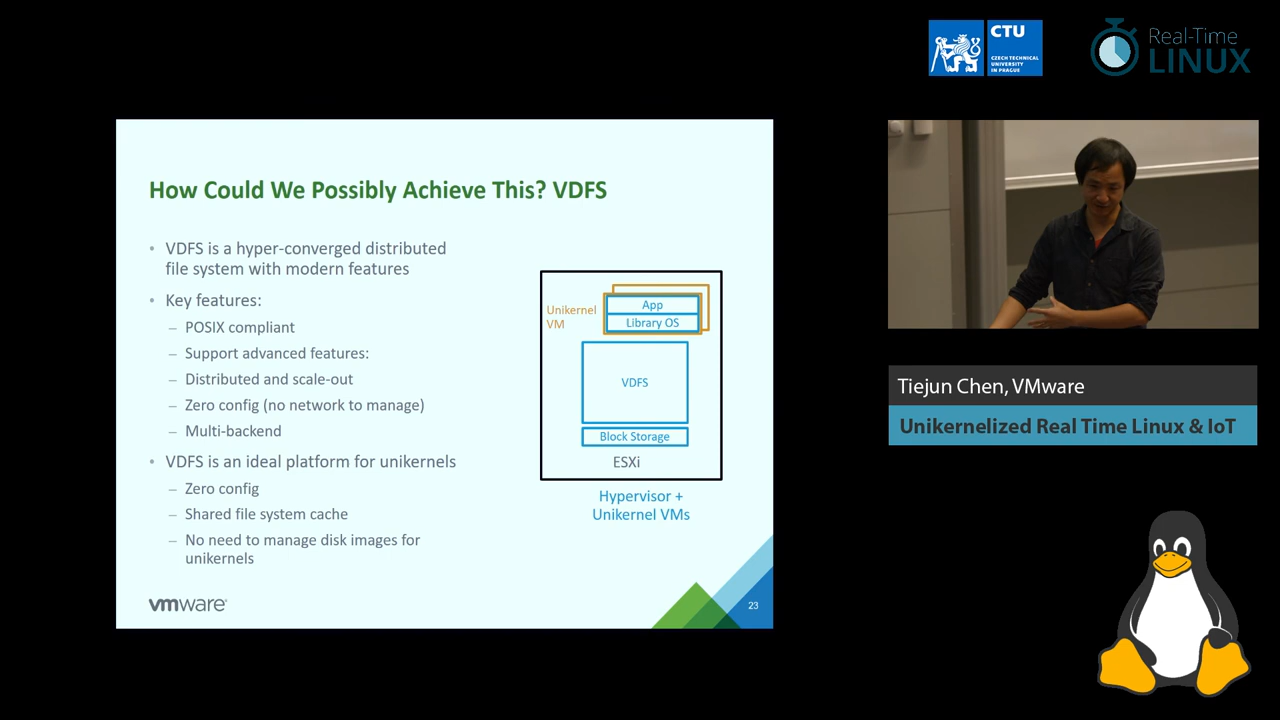 CTU
CZECH TECHNICAL
UNIVERSITY
IN PRAGUE
Real-Time
LINUX
How Could We Possibly Achieve This? VDFS
• VDFS is a hyper-converged distributed
file system with modern features
• Key features:
– POSIX compliant
– Support advanced features:
– Distributed and scale-out
– Zero config (no network to manage)
– Multi-backend
• VDFS is an ideal platform for unikernels
– Zero config
– Shared file system cache
– No need to manage disk images for
unikernels
Unikernel
VM
App
Library OS
VDFS
Block Storage
ESXi
Hypervisor +
Unikernel VMs
vmware®
23
Tiejun Chen, VMware
Unikernelized Real Time Linux & IoT